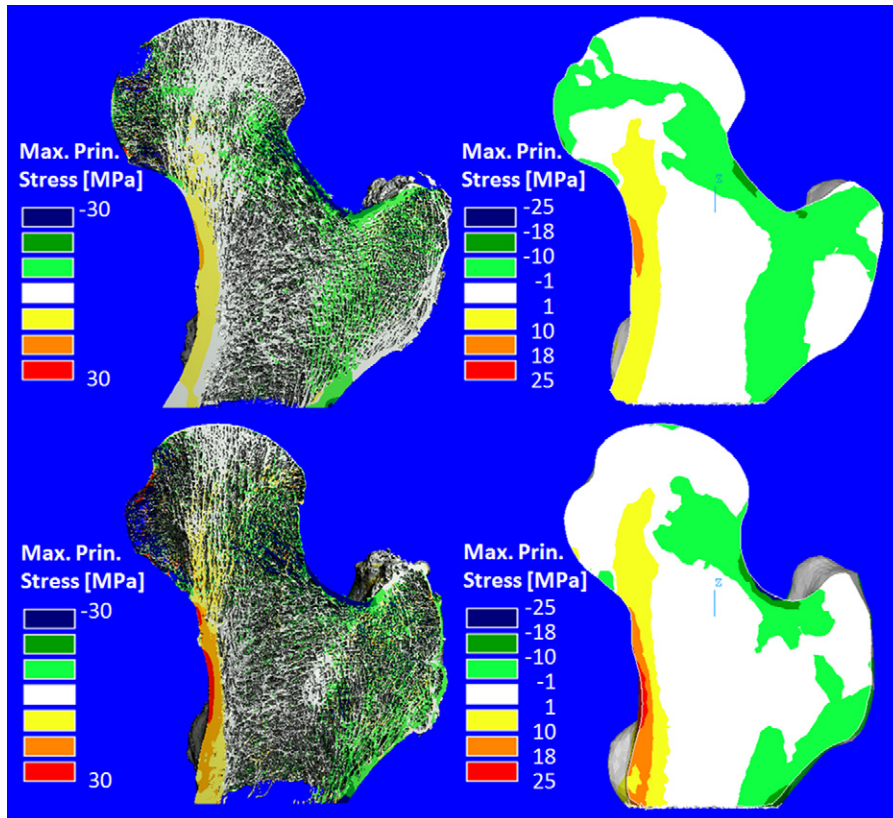 Max. Prin.
Stress [MPa]
-30
30
Max. Prin.
Stress [MPa]
-25
-18
-10
-1
1
10
18
25
z
Max. Prin.
Stress [MPa]
-30
30
Max. Prin.
Stress [MPa]
-25
-18
-10
-1
1
10
18
25
z